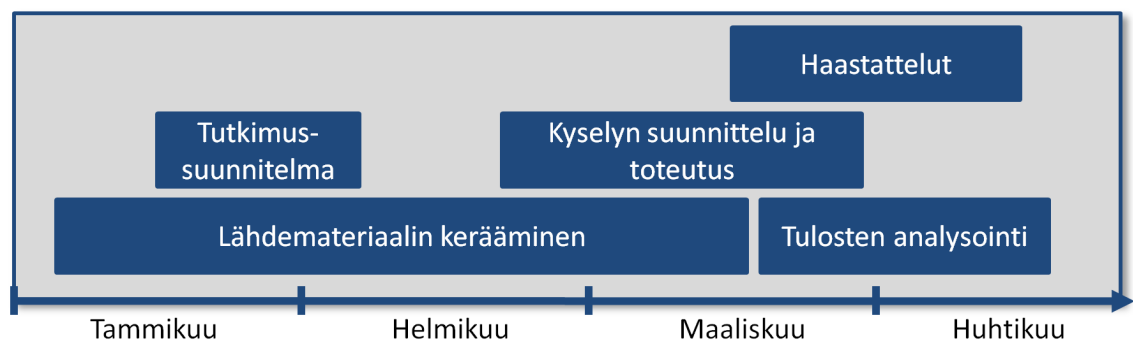 Haastattelut
Tutkimus-
suunnitelma
Kyselyn suunnittelu ja
toteutus
Lähdemateriaalin kerääminen
Tulosten analysointi
Tammikuu
Helmikuu
Maaliskuu
Huhtikuu